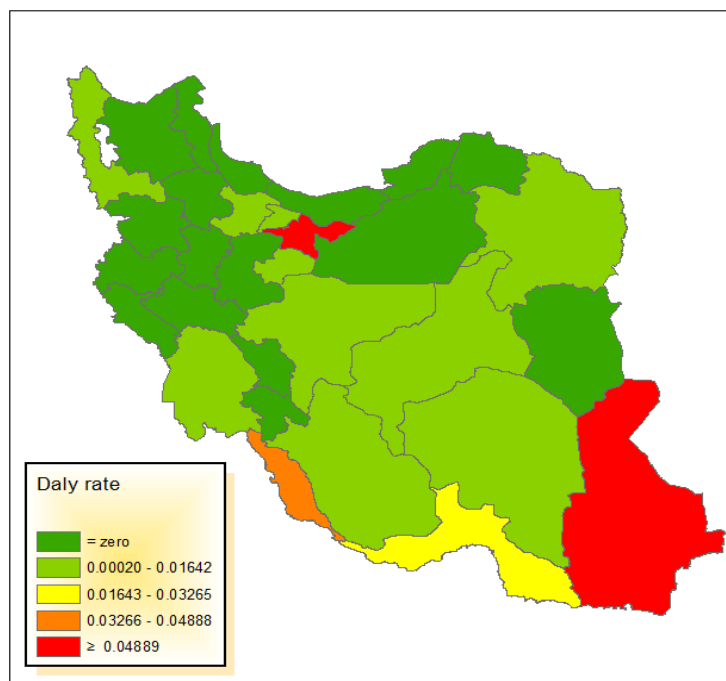 Daly rate
= zero
0.00020 - 0.01642
0.01643 - 0.03265
0.03266 - 0.04888
≥ 0.04889